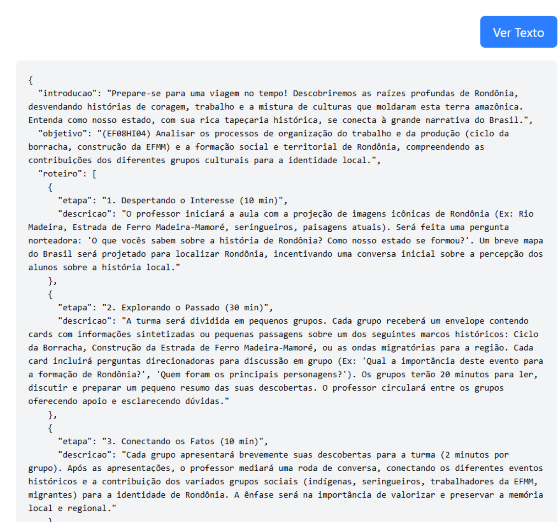 Ver Texto
{
"introducao": "Prepare-se para uma viagem no tempo! Descobriremos as raízes profundas de Rondônia,
desvendando histórias de coragem, trabalho e a mistura de culturas que moldaram esta terra amazônica.
Entenda como nosso estado, com sua rica tapeçaria histórica, se conecta à grande narrativa do Brasil.",
"objetivo": "(EF08HI04) Analisar os processos de organização do trabalho e da produção (ciclo da
borracha, construção da EFMM) e a formação social e territorial de Rondônia, compreendendo as
contribuições dos diferentes grupos culturais para a identidade local.",
"roteiro": [
{
"etapa": "1. Despertando o Interesse (10 min)",
"descricao": "O professor iniciará a aula com a projeção de imagens icônicas de Rondônia (Ex: Rio
Madeira, Estrada de Ferro Madeira-Mamoré, seringueiros, paisagens atuais). Será feita uma pergunta
norteadora: 'O que vocês sabem sobre a história de Rondônia? Como nosso estado se formou?'. Um breve mapa
do Brasil será projetado para localizar Rondônia, incentivando uma conversa inicial sobre a percepção dos
alunos sobre a história local."
},
{
"etapa": "2. Explorando o Passado (30 min)",
"descricao": "A turma será dividida em pequenos grupos. Cada grupo receberá um envelope contendo
cards com informações sintetizadas ou pequenas passagens sobre um dos seguintes marcos históricos: Ciclo
da Borracha, Construção da Estrada de Ferro Madeira-Mamoré, ou as ondas migratórias para a região. Cada
card incluirá perguntas direcionadoras para discussão em grupo (Ex: 'Qual a importância deste evento para
a formação de Rondônia?', 'Quem foram os principais personagens?'). Os grupos terão 20 minutos para ler,
discutir e preparar um pequeno resumo das suas descobertas. O professor circulará entre os grupos
oferecendo apoio e esclarecendo dúvidas."
},
{
"etapa": "3. Conectando os Fatos (10 min)",
"descricao": "Cada grupo apresentará brevemente suas descobertas para a turma (2 minutos por
grupo). Após as apresentações, o professor mediará uma roda de conversa, conectando os diferentes eventos
históricos e a contribuição dos variados grupos sociais (indígenas, seringueiros, trabalhadores da EFMM,
migrantes) para a identidade de Rondônia. A ênfase será na importância de valorizar e preservar a memória
local e regional."
}